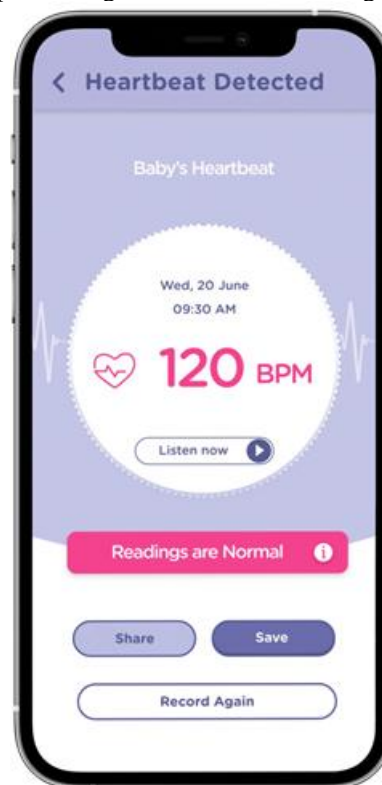 Heartbeat Detected
Baby's Heartbeat
Wed, 20 June
09:30 AM
120 BPM
Listen now
Readings are Normal i
Share Save
Record Again